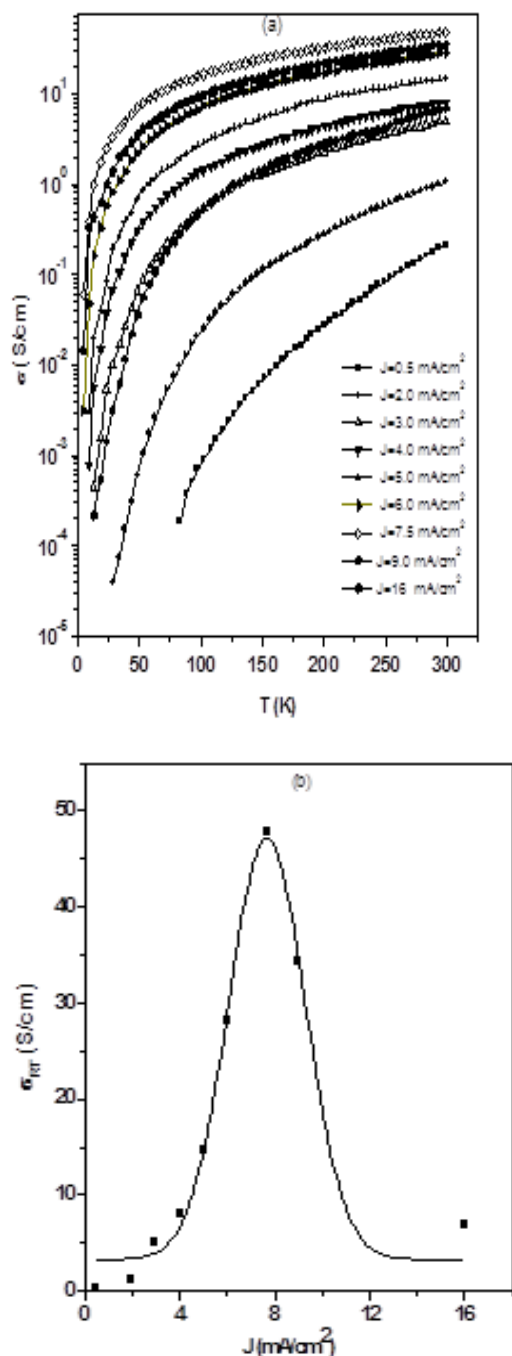 (a)
10¹
10⁰
10⁻¹
10⁻²
10⁻³
10⁻⁴
10⁻⁵
σ ( S/cm)
J=0.5 mA/cm²
J=2.0 mA/cm²
J=3.0 mA/cm²
J=4.0 mA/cm²
J=5.0 mA/cm²
J=6.0 mA/cm²
J=7.5 mA/cm²
J=9.0 mA/cm²
J=16 mA/cm²
0 50 100 150 200 250 300
T (K)
(b)
50
40
30
20
10
0
σRT ( S/cm)
0 4 8 12 16
J(mA/cm²)